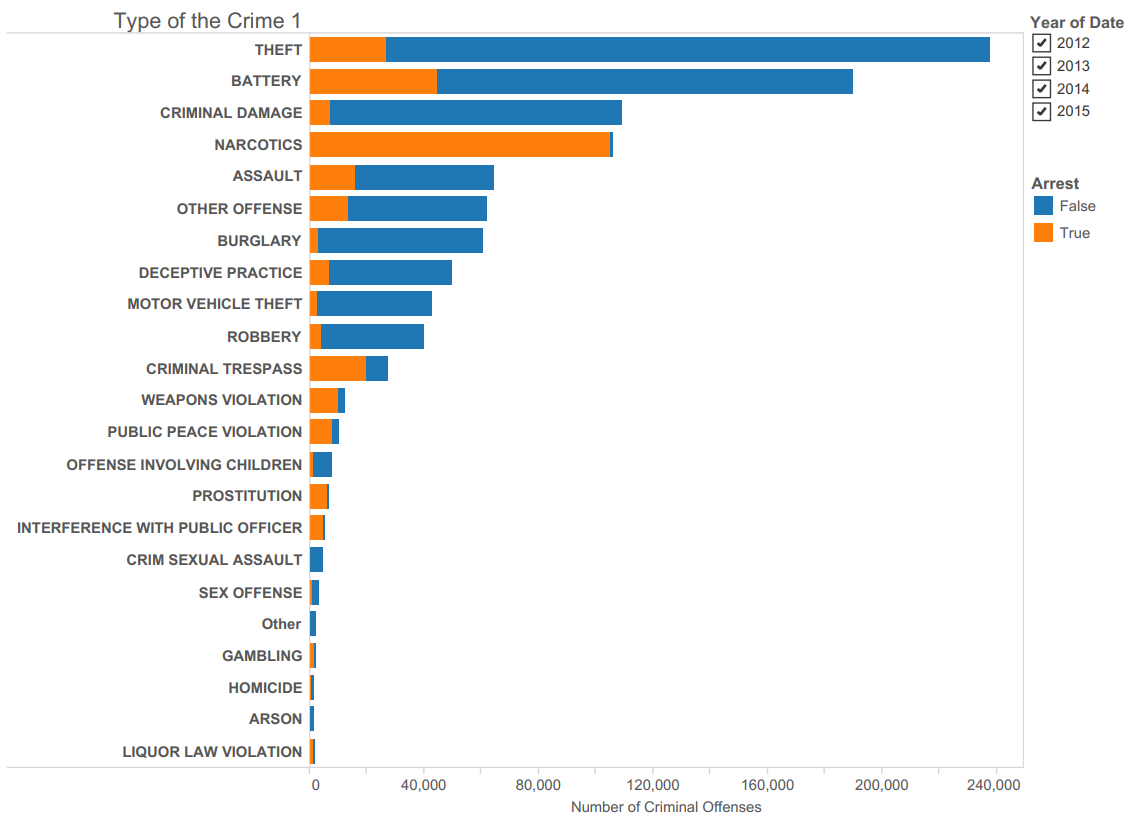 Type of the Crime 1
THEFT
BATTERY
CRIMINAL DAMAGE
NARCOTICS
ASSAULT
OTHER OFFENSE
BURGLARY
DECEPTIVE PRACTICE
MOTOR VEHICLE THEFT
ROBBERY
CRIMINAL TRESPASS
WEAPONS VIOLATION
PUBLIC PEACE VIOLATION
OFFENSE INVOLVING CHILDREN
PROSTITUTION
INTERFERENCE WITH PUBLIC OFFICER
CRIM SEXUAL ASSAULT
SEX OFFENSE
Other
GAMBLING
HOMICIDE
ARSON
LIQUOR LAW VIOLATION
0 40,000 80,000 120,000 160,000 200,000 240,000
Number of Criminal Offenses
Year of Date
2012
2013
2014
2015
Arrest
False
True